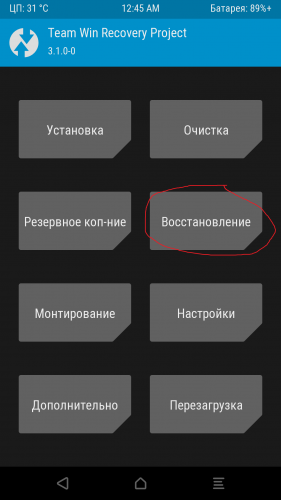 ЦП: 31 °C 12:45 AM Батарея: 89%+
Team Win Recovery Project
3.1.0-0
Установка Очистка
Резервное коп-ние Восстановление
Монтирование Настройки
Дополнительно Перезагрузка